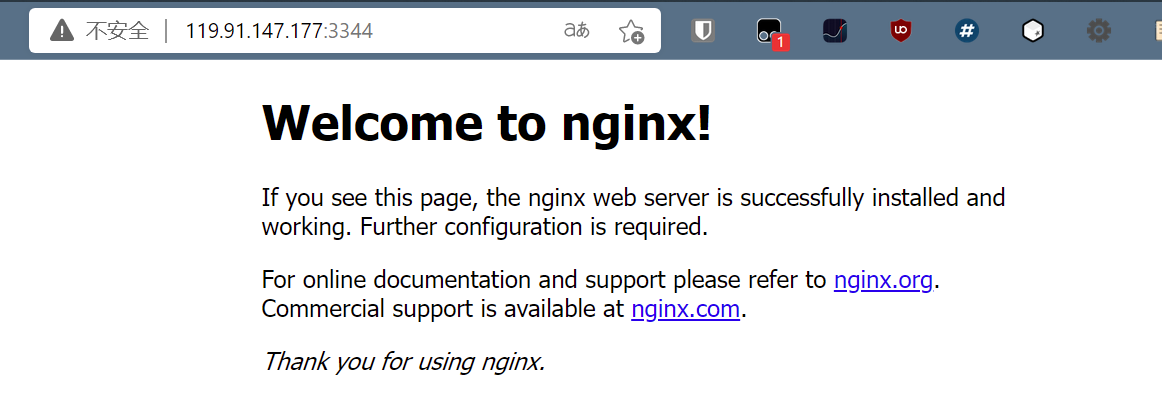 不安全 | 119.91.147.177:3344 aあ 1 uo #
Welcome to nginx!
If you see this page, the nginx web server is successfully installed and
working. Further configuration is required.
For online documentation and support please refer to nginx.org.
Commercial support is available at nginx.com.
Thank you for using nginx.